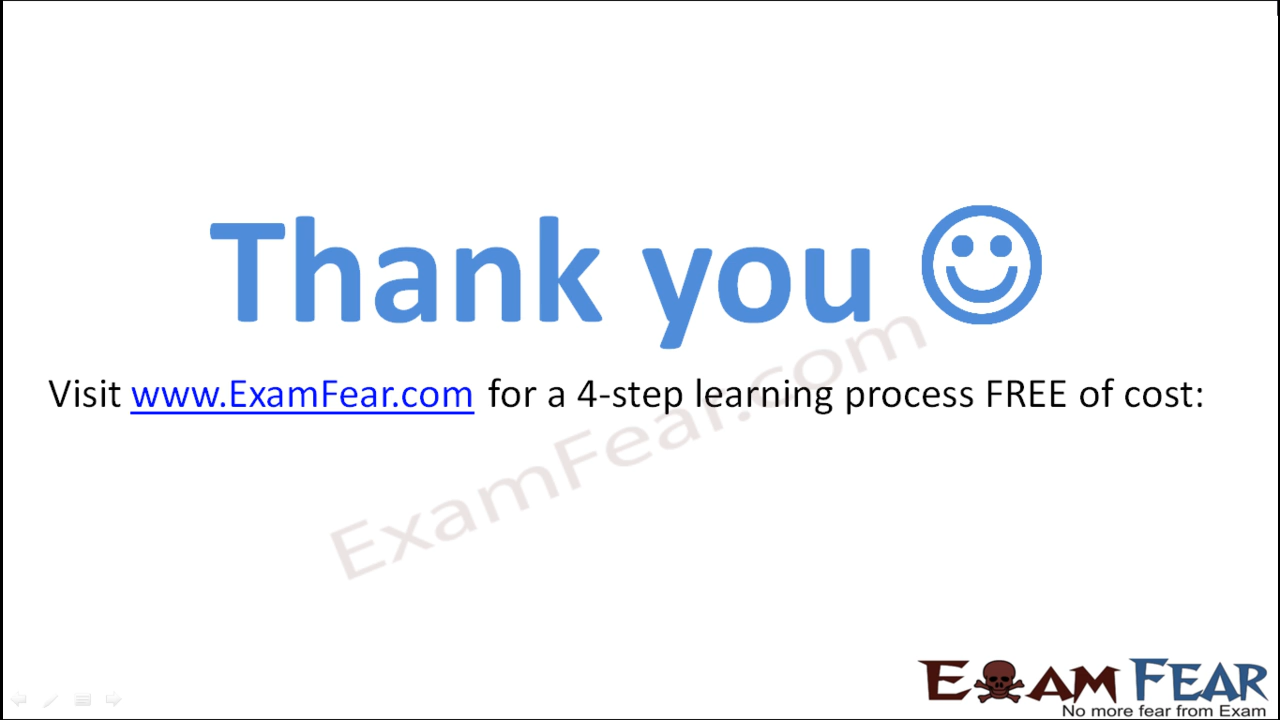 Thank you ☺
Visit www.ExamFear.com for a 4-step learning process FREE of cost:
ExamFear.com
EXAM FEAR
No more fear from Exam